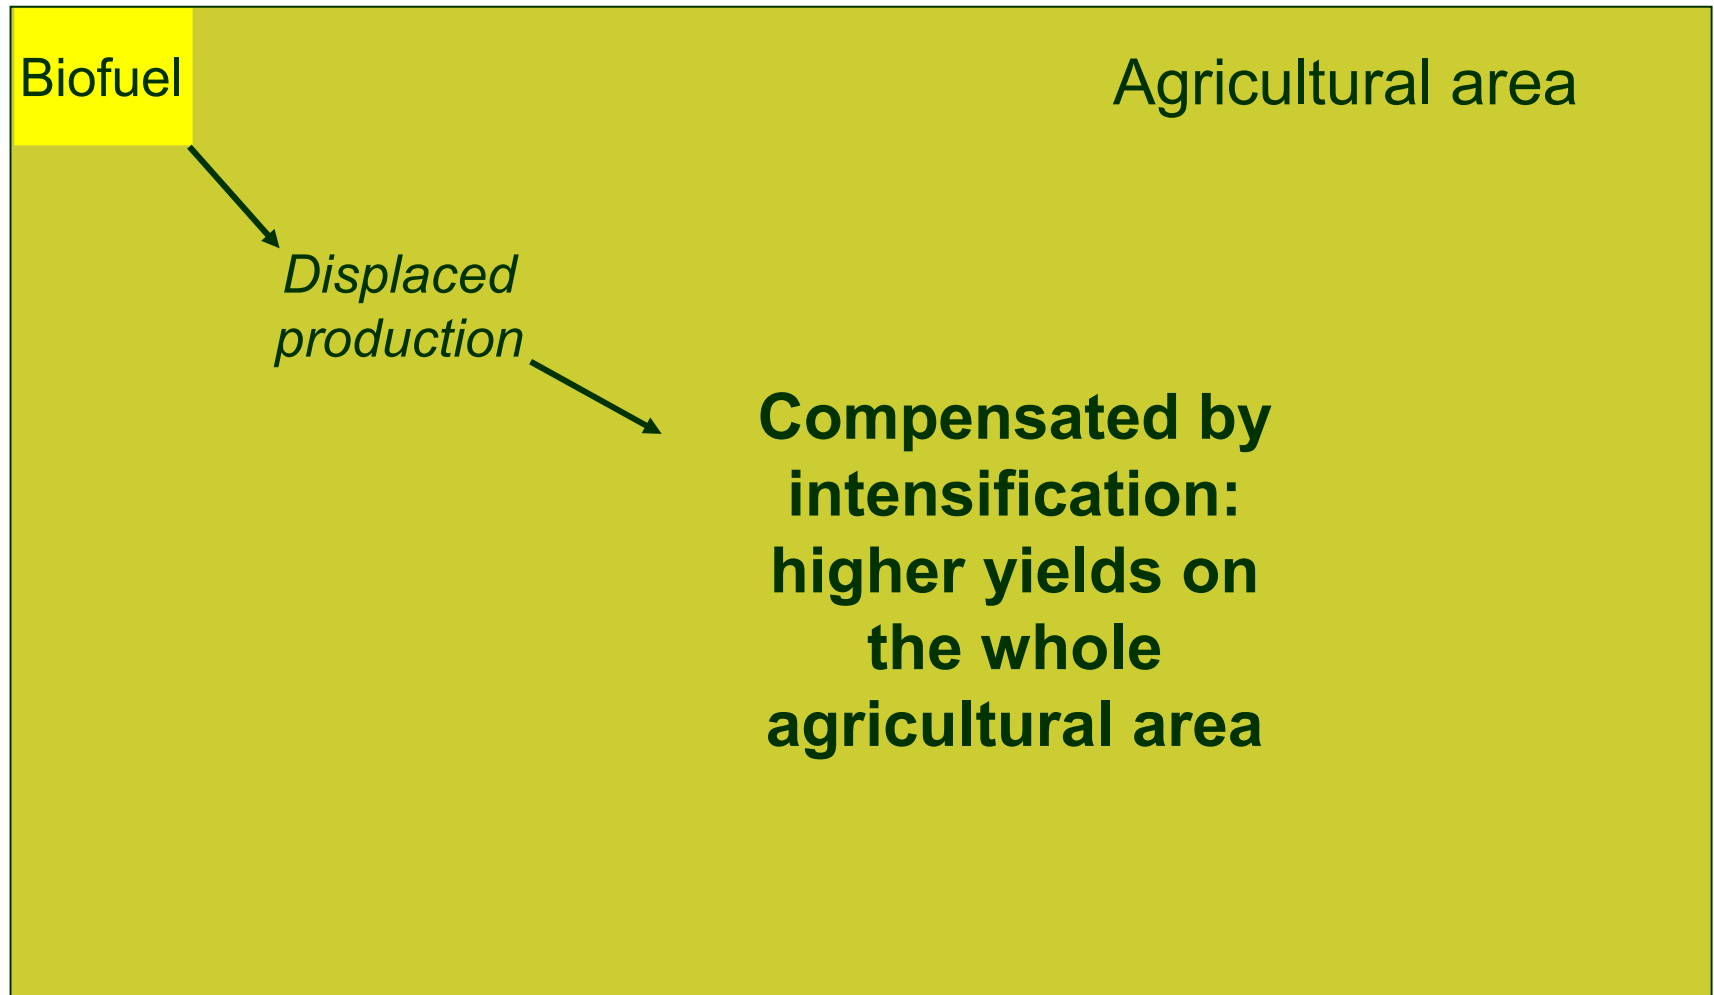 Biofuel
Agricultural area
Displaced
production
Compensated by
intensification:
higher yields on
the whole
agricultural area